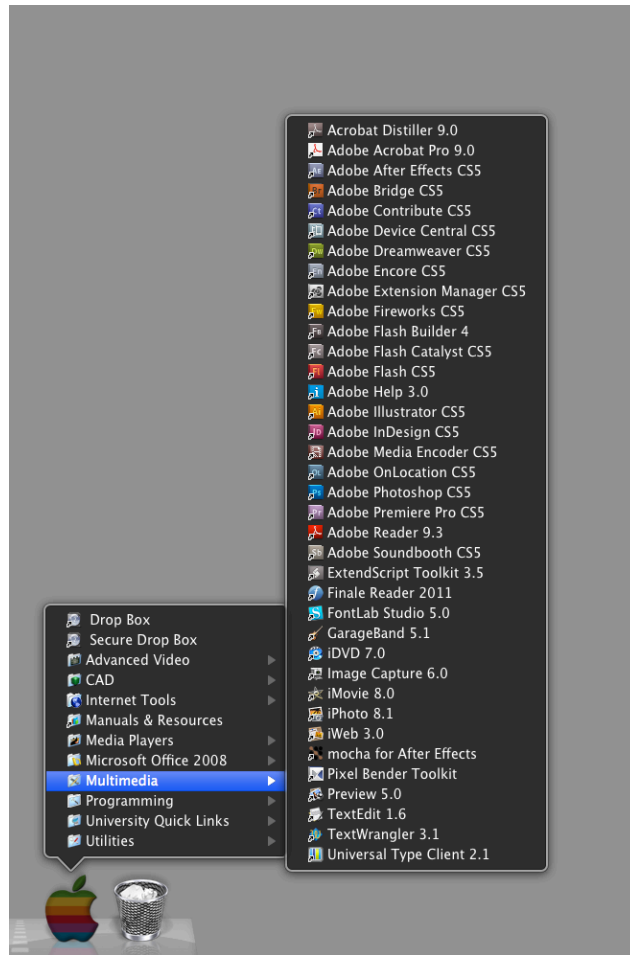 Acrobat Distiller 9.0
Adobe Acrobat Pro 9.0
Adobe After Effects CS5
Adobe Bridge CS5
Adobe Contribute CS5
Adobe Device Central CS5
Adobe Dreamweaver CS5
Adobe Encore CS5
Adobe Extension Manager CS5
Adobe Fireworks CS5
Adobe Flash Builder 4
Adobe Flash Catalyst CS5
Adobe Flash CS5
Adobe Help 3.0
Adobe Illustrator CS5
Adobe InDesign CS5
Adobe Media Encoder CS5
Adobe OnLocation CS5
Adobe Photoshop CS5
Adobe Premiere Pro CS5
Adobe Reader 9.3
Adobe Soundbooth CS5
ExtendScript Toolkit 3.5
Finale Reader 2011
FontLab Studio 5.0
GarageBand 5.1
iDVD 7.0
Image Capture 6.0
iMovie 8.0
iPhoto 8.1
iWeb 3.0
mocha for After Effects
Pixel Bender Toolkit
Preview 5.0
TextEdit 1.6
TextWrangler 3.1
Universal Type Client 2.1
Drop Box
Secure Drop Box
Advanced Video
CAD
Internet Tools
Manuals & Resources
Media Players
Microsoft Office 2008
Multimedia
Programming
University Quick Links
Utilities